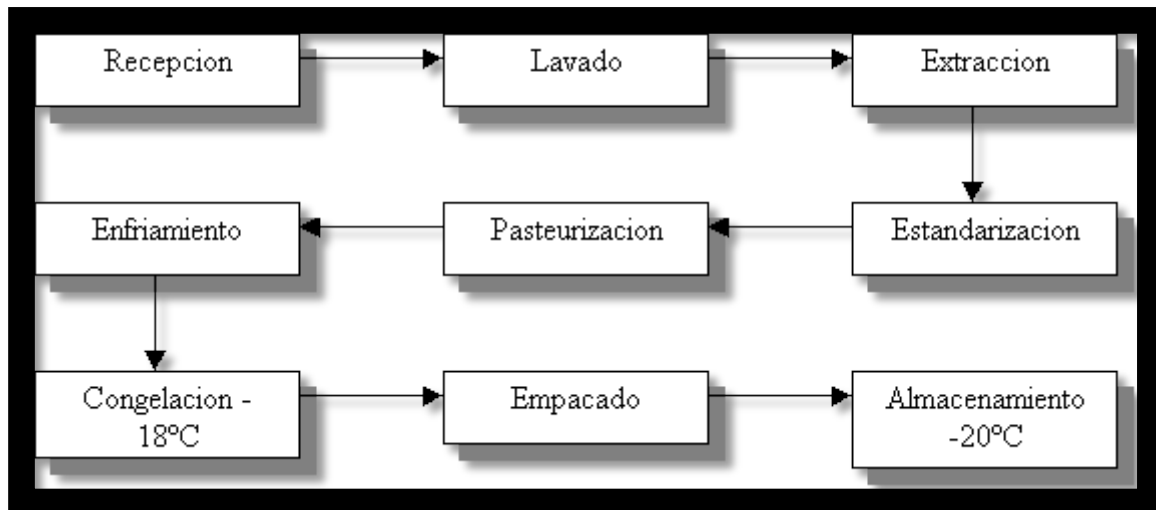 Recepcion
Lavado
Extraccion
Estandarizacion
Pasteurizacion
Enfriamiento
Congelacion -
18ºC
Empacado
Almacenamiento
-20ºC